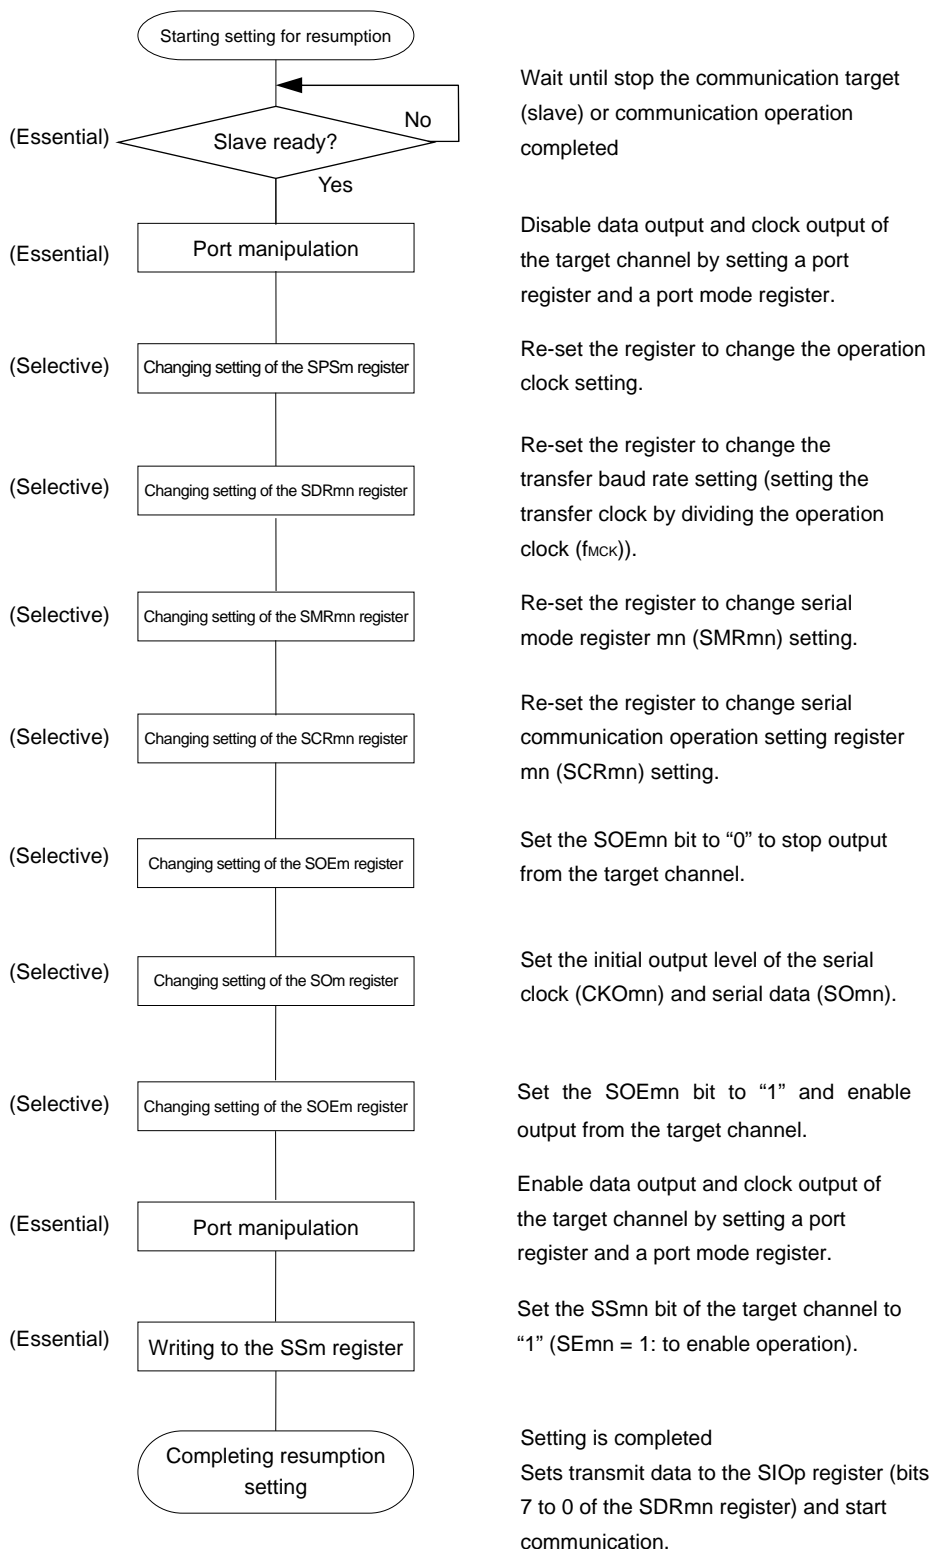 Starting setting for resumption
Wait until stop the communication target
(slave) or communication operation
completed
(Essential)
Slave ready?
No
Yes
(Essential)
Port manipulation
Disable data output and clock output of
the target channel by setting a port
register and a port mode register.
(Selective)
Changing setting of the SPSm register
Re-set the register to change the operation
clock setting.
(Selective)
Changing setting of the SDRmn register
Re-set the register to change the
transfer baud rate setting (setting the
transfer clock by dividing the operation
clock (fMCK)).
(Selective)
Changing setting of the SMRmn register
Re-set the register to change serial
mode register mn (SMRmn) setting.
(Selective)
Changing setting of the SCRmn register
Re-set the register to change serial
communication operation setting register
mn (SCRmn) setting.
(Selective)
Changing setting of the SOEm register
Set the SOEmn bit to “0” to stop output
from the target channel.
(Selective)
Changing setting of the SOm register
Set the initial output level of the serial
clock (CKOmn) and serial data (SOmn).
(Selective)
Changing setting of the SOEm register
Set the SOEmn bit to “1” and enable
output from the target channel.
(Essential)
Port manipulation
Enable data output and clock output of
the target channel by setting a port
register and a port mode register.
(Essential)
Writing to the SSm register
Set the SSmn bit of the target channel to
“1” (SEmn = 1: to enable operation).
Completing resumption
setting
Setting is completed
Sets transmit data to the SIOp register (bits
7 to 0 of the SDRmn register) and start
communication.